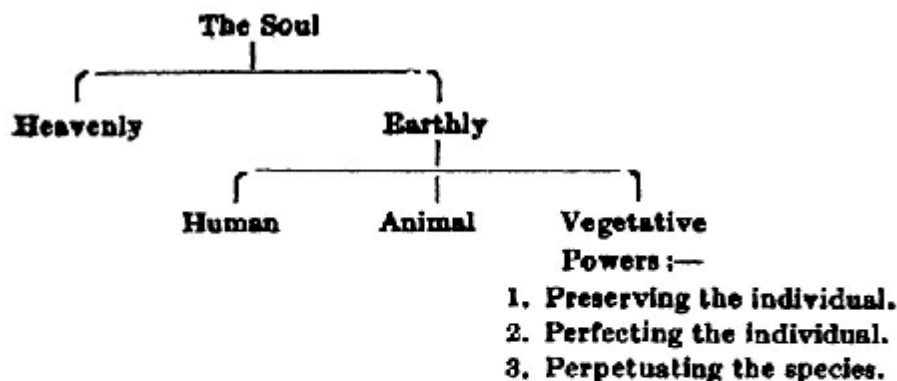 The Soul
Heavenly Earthly
Human Animal Vegetative
Powers :—
1. Preserving the individual.
2. Perfecting the individual.
3. Perpetuating the species.